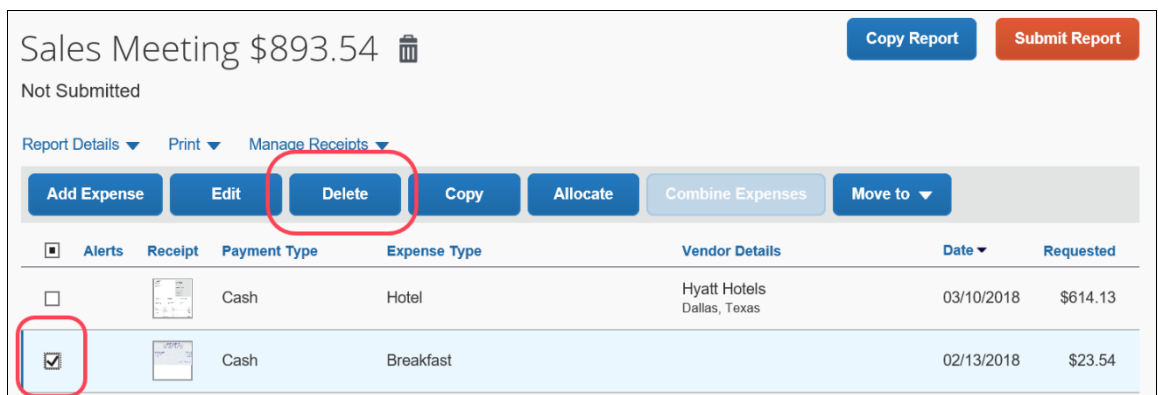 Sales Meeting $893.54
Copy Report
Submit Report
Not Submitted
Report Details
Print
Manage Receipts
Add Expense
Edit
Delete
Copy
Allocate
Combine Expenses
Move to
Alerts
Receipt
Payment Type
Expense Type
Vendor Details
Date
Requested
Cash
Hotel
Hyatt Hotels
Dallas, Texas
03/10/2018
$614.13
Cash
Breakfast
02/13/2018
$23.54